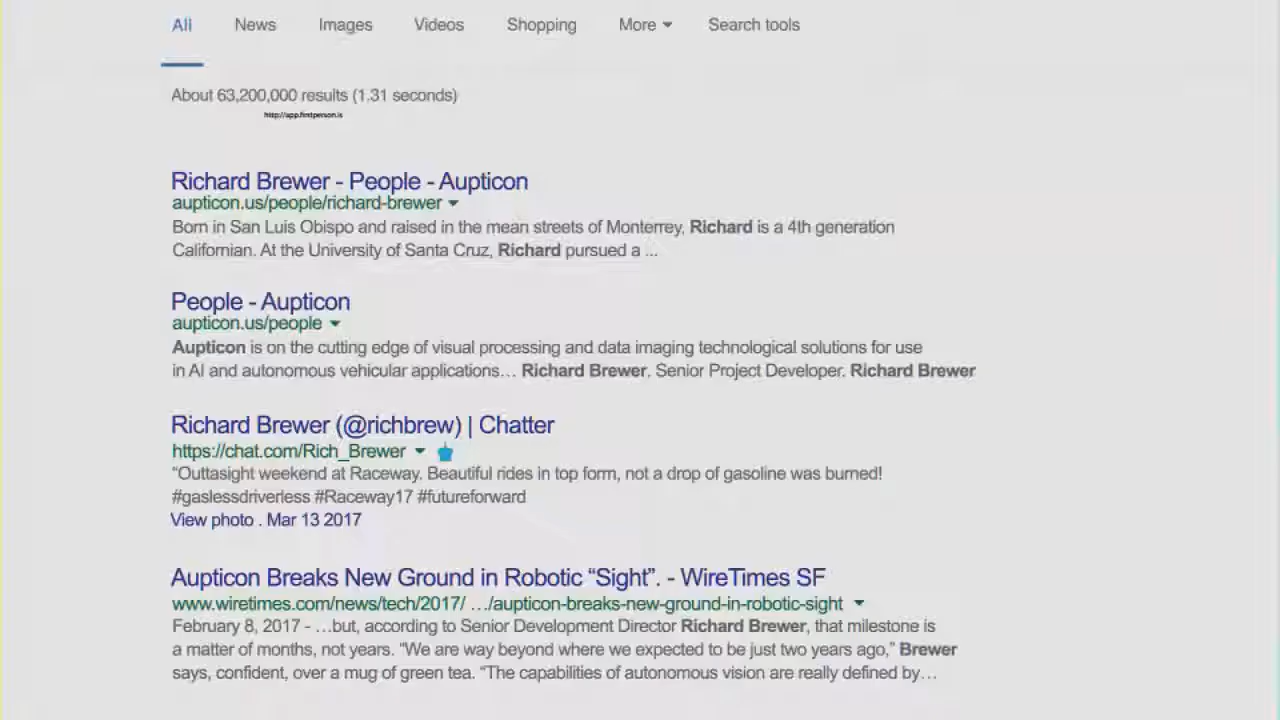 All News Images Videos Shopping More Search tools
About 63,200,000 results (1.31 seconds)
http://app.firstperson.is
Richard Brewer - People - Aupticon
aupticon.us/people/richard-brewer
Born in San Luis Obispo and raised in the mean streets of Monterrey, Richard is a 4th generation
Californian. At the University of Santa Cruz, Richard pursued a ...
People - Aupticon
aupticon.us/people
Aupticon is on the cutting edge of visual processing and data imaging technological solutions for use
in AI and autonomous vehicular applications… Richard Brewer. Senior Project Developer. Richard Brewer
Richard Brewer (@richbrew) | Chatter
https://chat.com/Rich_Brewer
“Outtasight weekend at Raceway. Beautiful rides in top form, not a drop of gasoline was burned!
#gaslessdriverless #Raceway17 #futureforward
View photo . Mar 13 2017
Aupticon Breaks New Ground in Robotic “Sight”. - WireTimes SF
www.wiretimes.com/news/tech/2017/ …/aupticon-breaks-new-ground-in-robotic-sight
February 8, 2017 - …but, according to Senior Development Director Richard Brewer, that milestone is
a matter of months, not years. “We are way beyond where we expected to be just two years ago,” Brewer
says, confident, over a mug of green tea. “The capabilities of autonomous vision are really defined by…